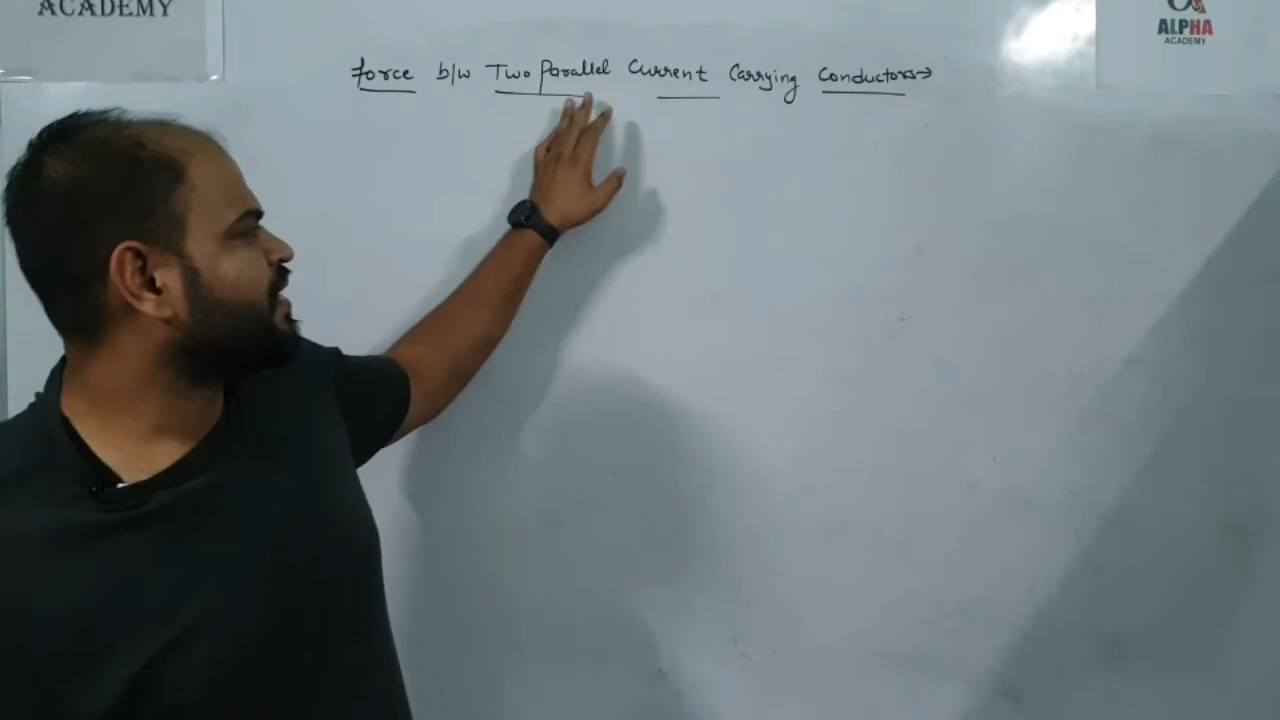 ACADEMY
ALPHA
ACADEMY
force b/w Two Parallel Current Carrying Conductors→